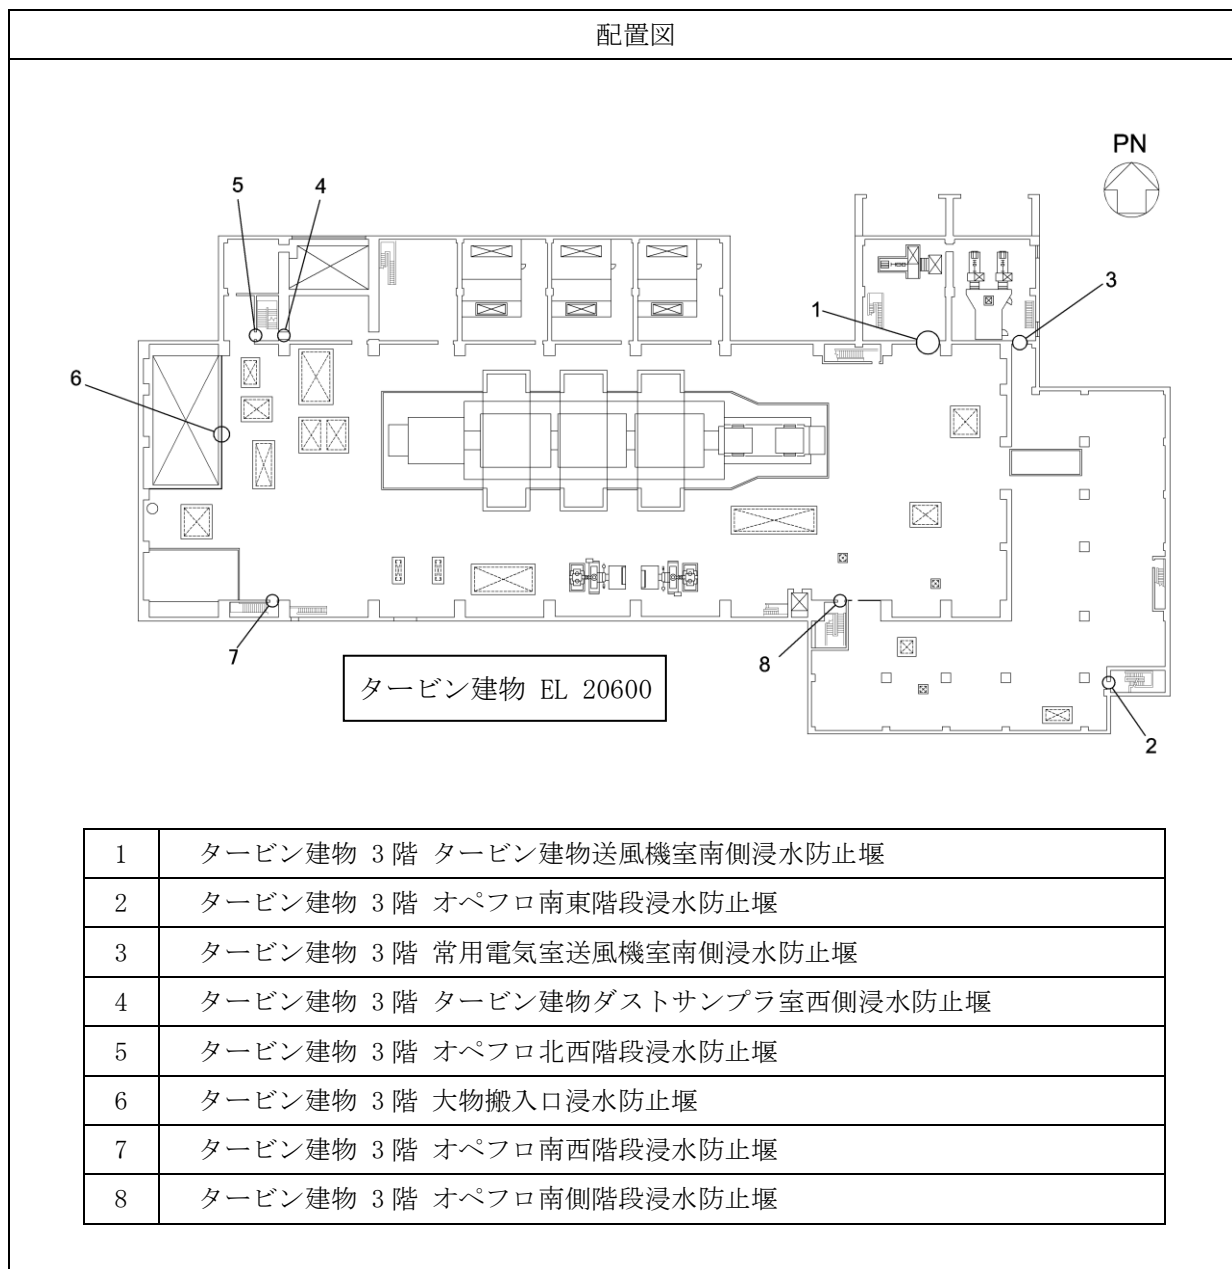 配置図
PN
5
4
3
1
6
7
8
2
タービン建物 EL 20600
1 タービン建物 3階 タービン建物送風機室南側浸水防止堰
2 タービン建物 3階 オペフロ南東階段浸水防止堰
3 タービン建物 3階 常用電気室送風機室南側浸水防止堰
4 タービン建物 3階 タービン建物ダストサンプラ室西側浸水防止堰
5 タービン建物 3階 オペフロ北西階段浸水防止堰
6 タービン建物 3階 大物搬入口浸水防止堰
7 タービン建物 3階 オペフロ南西階段浸水防止堰
8 タービン建物 3階 オペフロ南側階段浸水防止堰